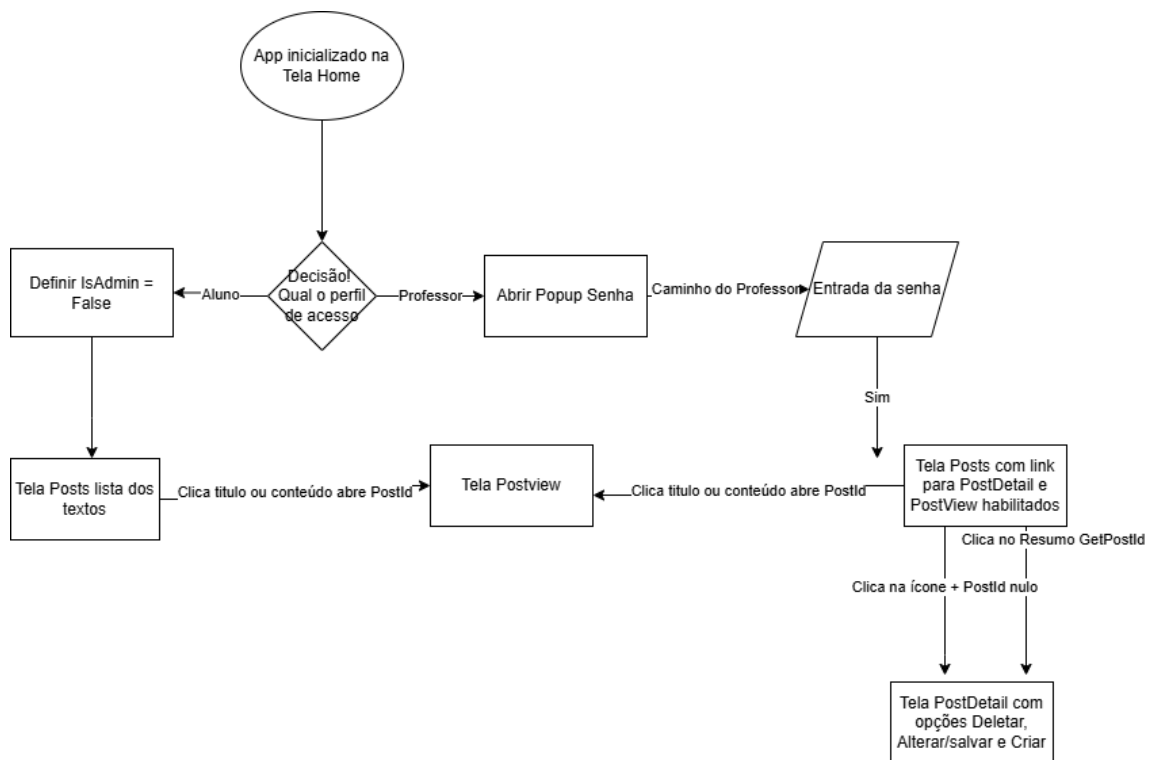 App inicializado na
Tela Home
Definir IsAdmin =
False
Aluno
Decisão!
Qual o perfil
de acesso
Professor
Abrir Popup Senha
Caminho do Professor
Entrada da senha
Sim
Tela Posts lista dos
textos
Clica titulo ou conteúdo abre PostId
Tela Postview
Clica titulo ou conteúdo abre PostId
Tela Posts com link
para PostDetail e
PostView habilitados
Clica no Resumo GetPostId
Clica na ícone + PostId nulo
Tela PostDetail com
opções Deletar,
Alterar/salvar e Criar